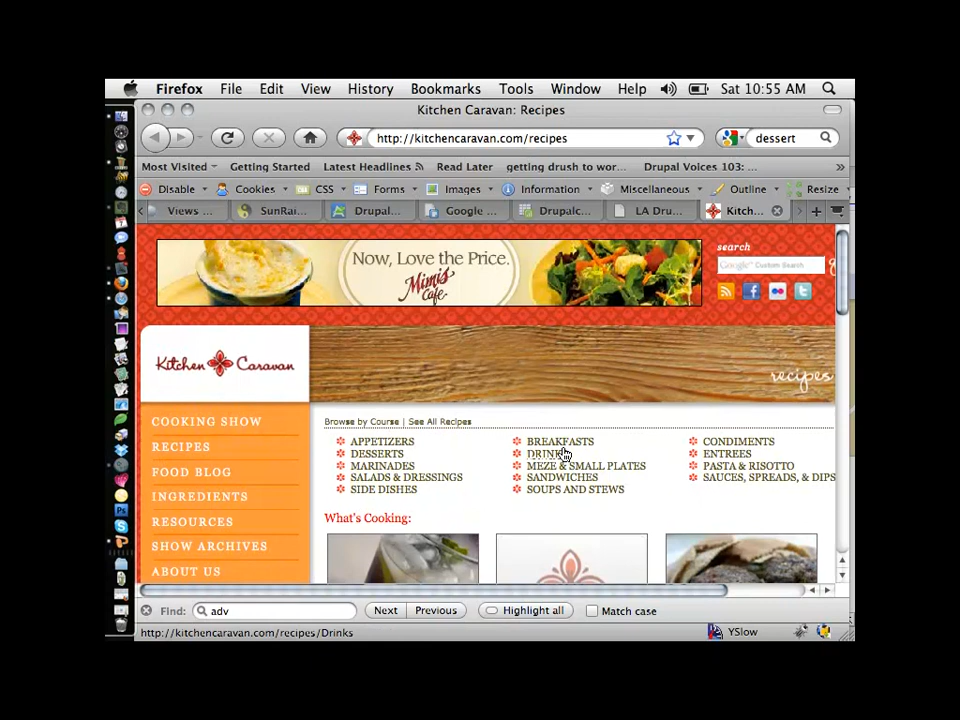 Firefox File Edit View History Bookmarks Tools Window Help Sat 10:55 AM
Kitchen Caravan: Recipes
http://kitchencaravan.com/recipes dessert
Most Visited Getting Started Latest Headlines Read Later getting drush to wor... Drupal Voices 103:... »
Disable Cookies CSS Forms Images Information Miscellaneous Outline Resize
Views ... SunRai... Drupal... Google ... Drupalc... LA Dru... Kitch...
Now, Love the Price.
Mimi's
Cafe
search
Google Custom Search
Kitchen Caravan
recipes
COOKING SHOW
RECIPES
FOOD BLOG
INGREDIENTS
RESOURCES
SHOW ARCHIVES
ABOUT US
Browse by Course | See All Recipes
APPETIZERS BREAKFASTS CONDIMENTS
DESSERTS DRINKS ENTREES
MARINADES MEZE & SMALL PLATES PASTA & RISOTTO
SALADS & DRESSINGS SANDWICHES SAUCES, SPREADS, & DIPS
SIDE DISHES SOUPS AND STEWS
What's Cooking:
Find: adv Next Previous Highlight all Match case
http://kitchencaravan.com/recipes/Drinks YSlow